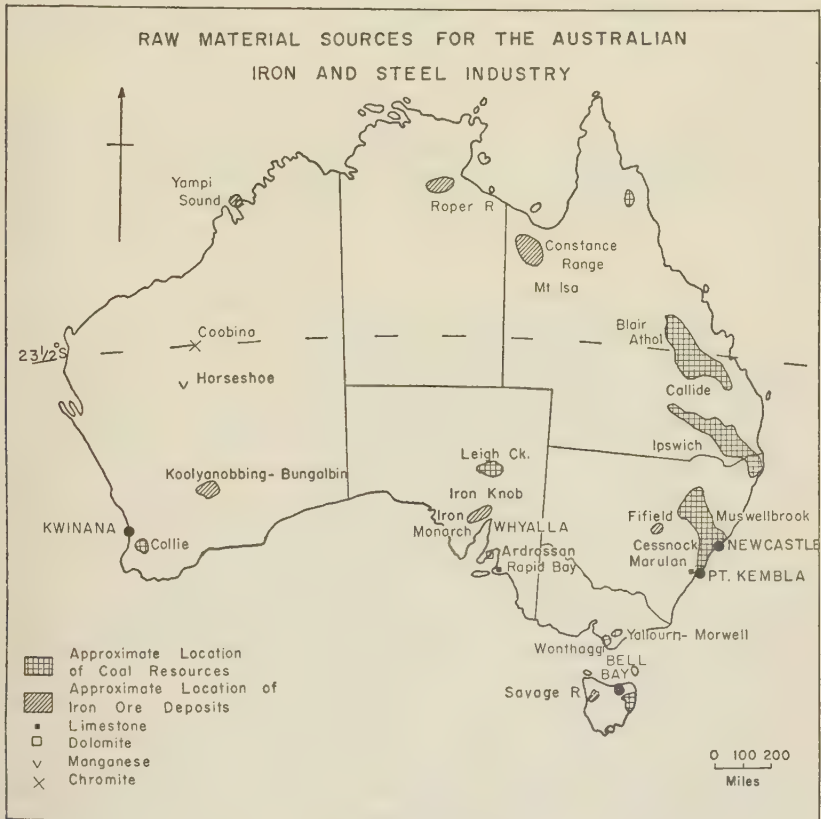 RAW MATERIAL SOURCES FOR THE AUSTRALIAN
IRON AND STEEL INDUSTRY
Yampi
Sound
Roper R
Constance
Range
Mt Isa
Blair
Athol
23½°S
Coobina
Horseshoe
Callide
Ipswich
Leigh Ck.
Koolyanobbing-Bungalbin
Iron Knob
Iron
Monarch
WHYALLA
Fifield
Muswellbrook
KWINANA
Collie
Ardrossan
Rapid Bay
Cessnock
NEWCASTLE
Marulan
PT. KEMBLA
Yallourn-Morwell
Wonthaggi
BELL
BAY
Savage R
Approximate Location
of Coal Resources
Approximate Location of
Iron Ore Deposits
Limestone
Dolomite
Manganese
Chromite
0 100 200
Miles